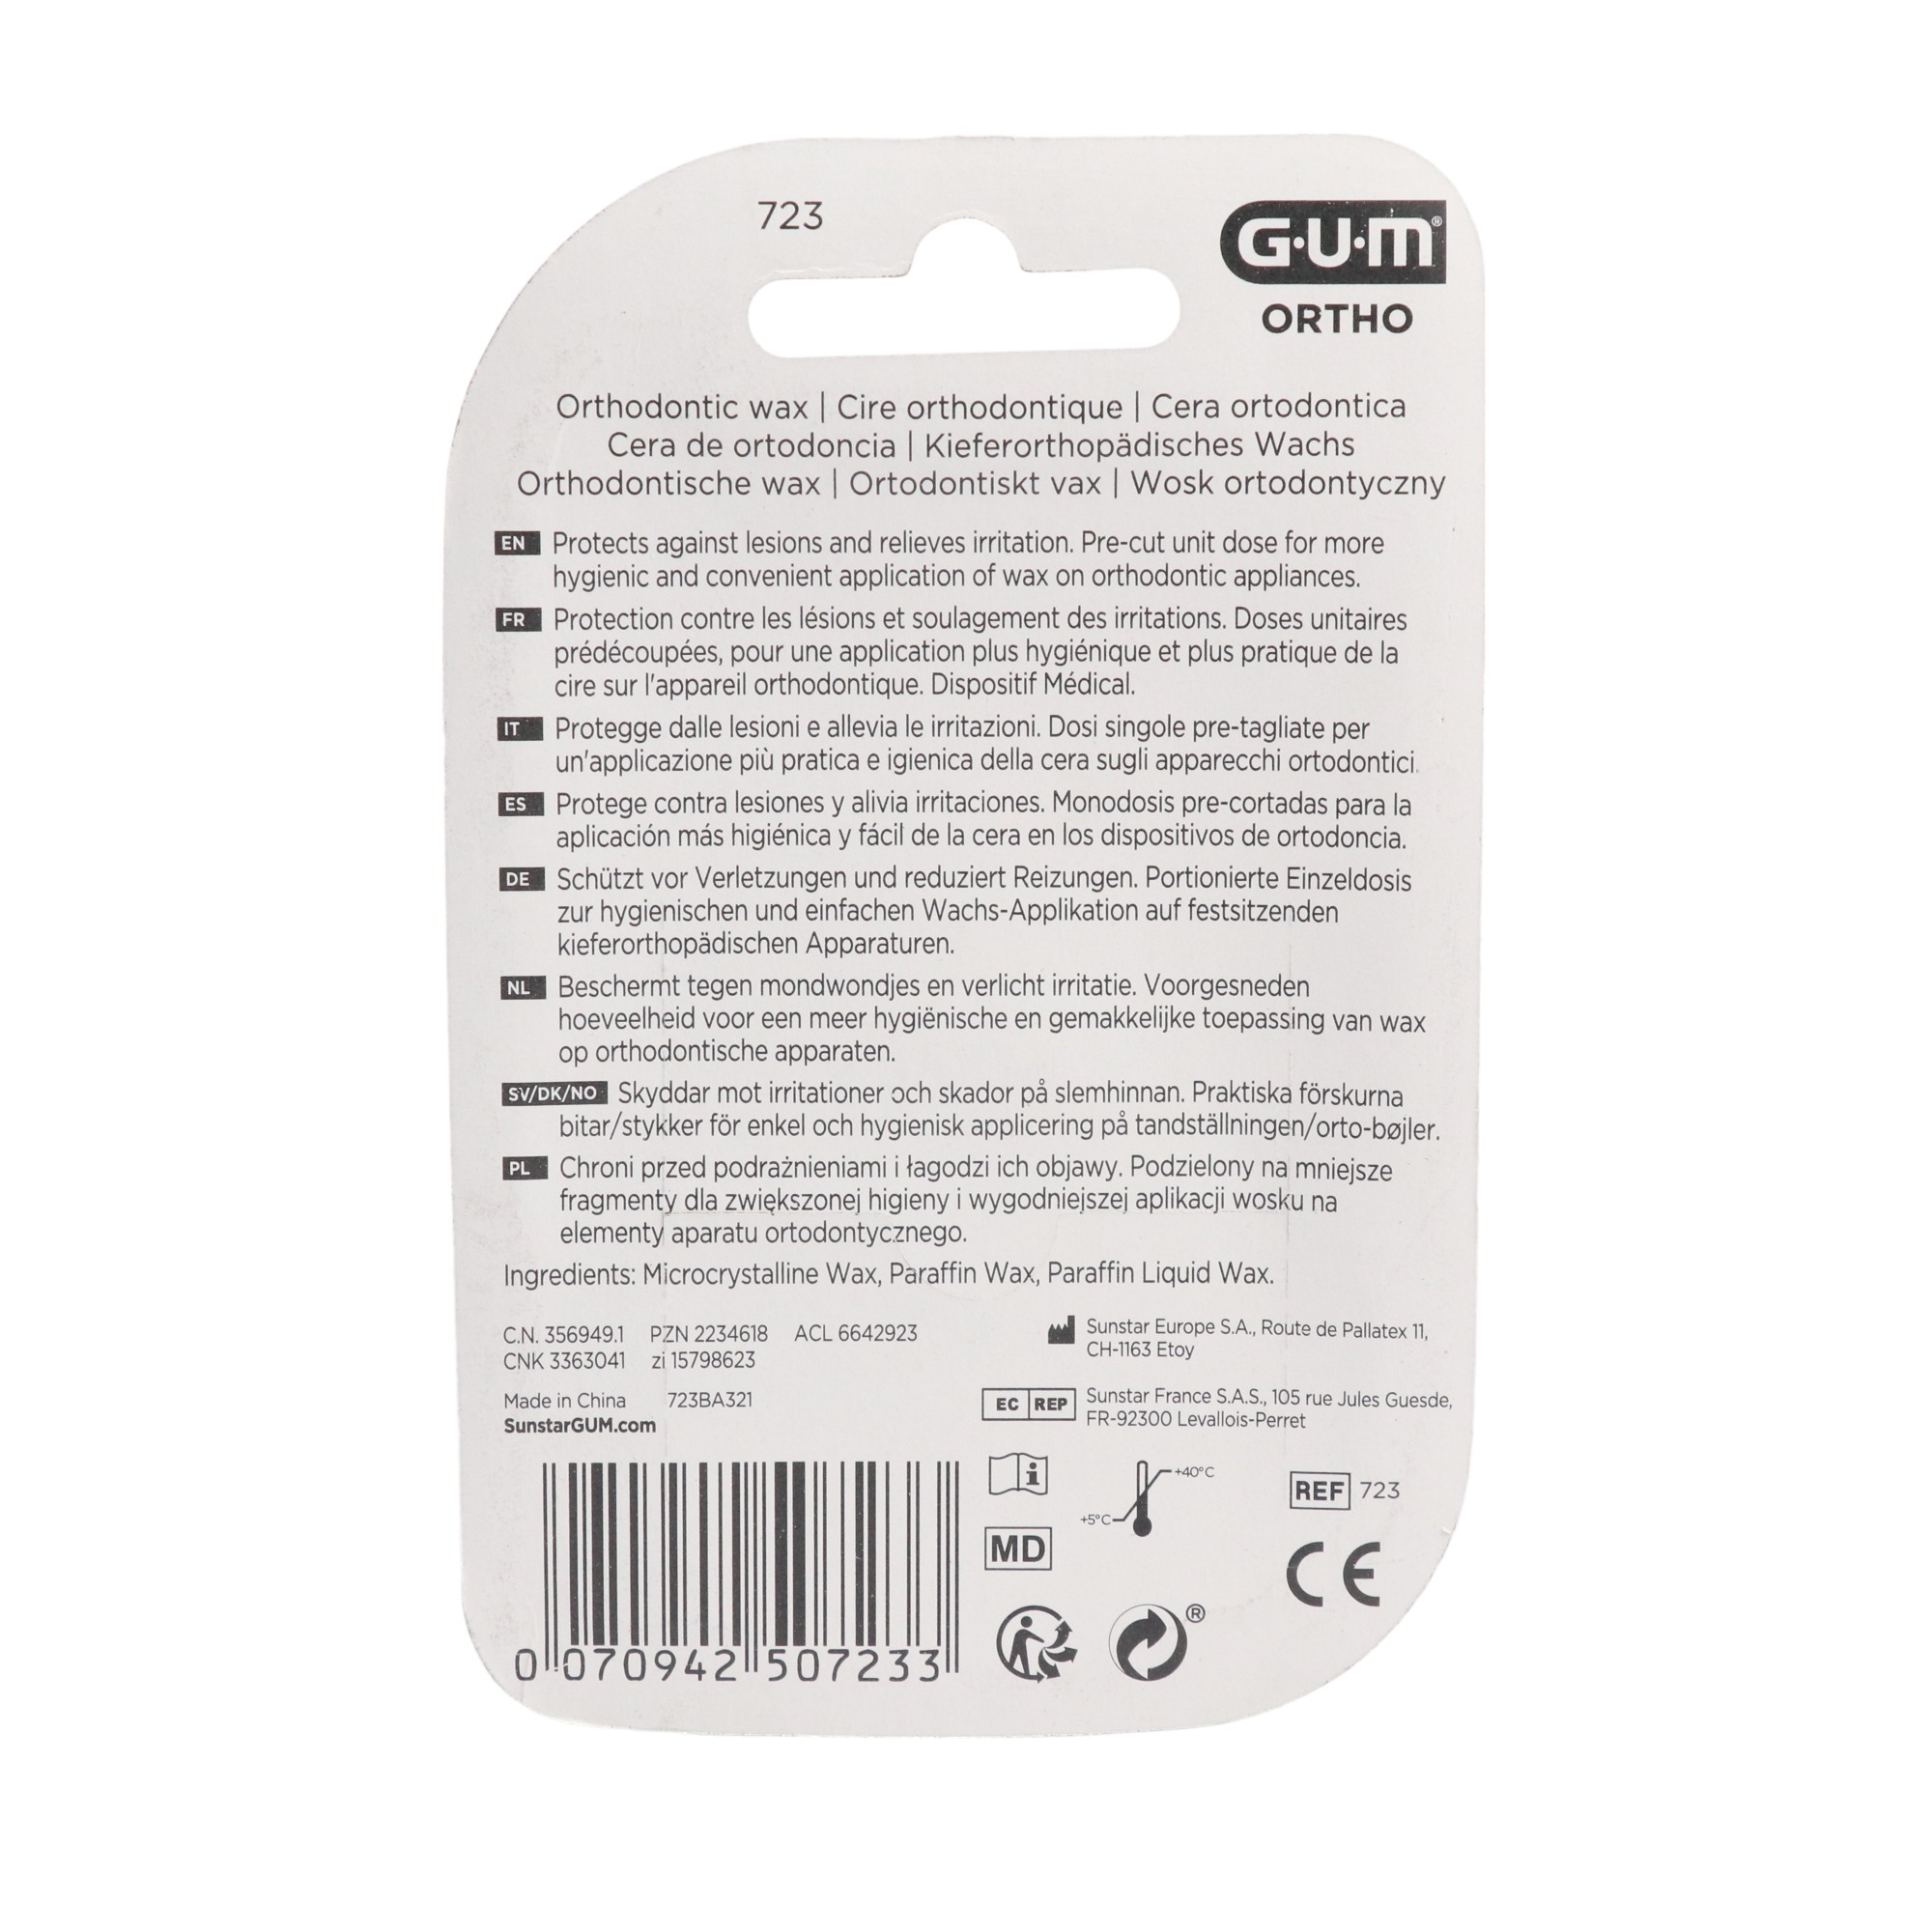 723
G·U·M®
ORTHO
Orthodontic wax | Cire orthodontique | Cera ortodontica
Cera de ortodoncia | Kieferorthopädisches Wachs
Orthodontische wax | Ortodontiskt vax | Wosk ortodontyczny
EN Protects against lesions and relieves irritation. Pre-cut unit dose for more
hygienic and convenient application of wax on orthodontic appliances.
FR Protection contre les lésions et soulagement des irritations. Doses unitaires
prédécoupées, pour une application plus hygiénique et plus pratique de la
cire sur l'appareil orthodontique. Dispositif Médical.
IT Protegge dalle lesioni e allevia le irritazioni. Dosi singole pre-tagliate per
un'applicazione più pratica e igienica della cera sugli apparecchi ortodontici.
ES Protege contra lesiones y alivia irritaciones. Monodosis pre-cortadas para la
aplicación más higiénica y fácil de la cera en los dispositivos de ortodoncia.
DE Schützt vor Verletzungen und reduziert Reizungen. Portionierte Einzeldosis
zur hygienischen und einfachen Wachs-Applikation auf festsitzenden
kieferorthopädischen Apparaturen.
NL Beschermt tegen mondwondjes en verlicht irritatie. Voorgesneden
hoeveelheid voor een meer hygiënische en gemakkelijke toepassing van wax
op orthodontische apparaten.
SV/DK/NO Skyddar mot irritationer och skador på slemhinnan. Praktiska förskurna
bitar/stykker för enkel och hygienisk applicering på tandställningen/orto-bøjler.
PL Chroni przed podrażnieniami i łagodzi ich objawy. Podzielony na mniejsze
fragmenty dla zwiększonej higieny i wygodniejszej aplikacji wosku na
elementy aparatu ortodontycznego.
Ingredients: Microcrystalline Wax, Paraffin Wax, Paraffin Liquid Wax.
C.N. 356949.1 PZN 2234618 ACL 6642923
CNK 3363041 zi 15798623
Made in China 723BA321
SunstarGUM.com
Sunstar Europe S.A., Route de Pallatex 11,
CH-1163 Etoy
EC REP Sunstar France S.A.S., 105 rue Jules Guesde,
FR-92300 Levallois-Perret
+40°C
+5°C
REF 723
MD
CE
®
0 070942 507233